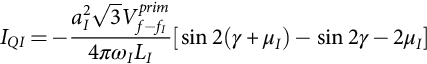 I_{QI} = -\frac{a_I^2 \sqrt{3} V_{f-f_I}^{prim}}{4\pi\omega_I L_I} [\sin 2(\gamma + \mu_I) - \sin 2\gamma - 2\mu_I]